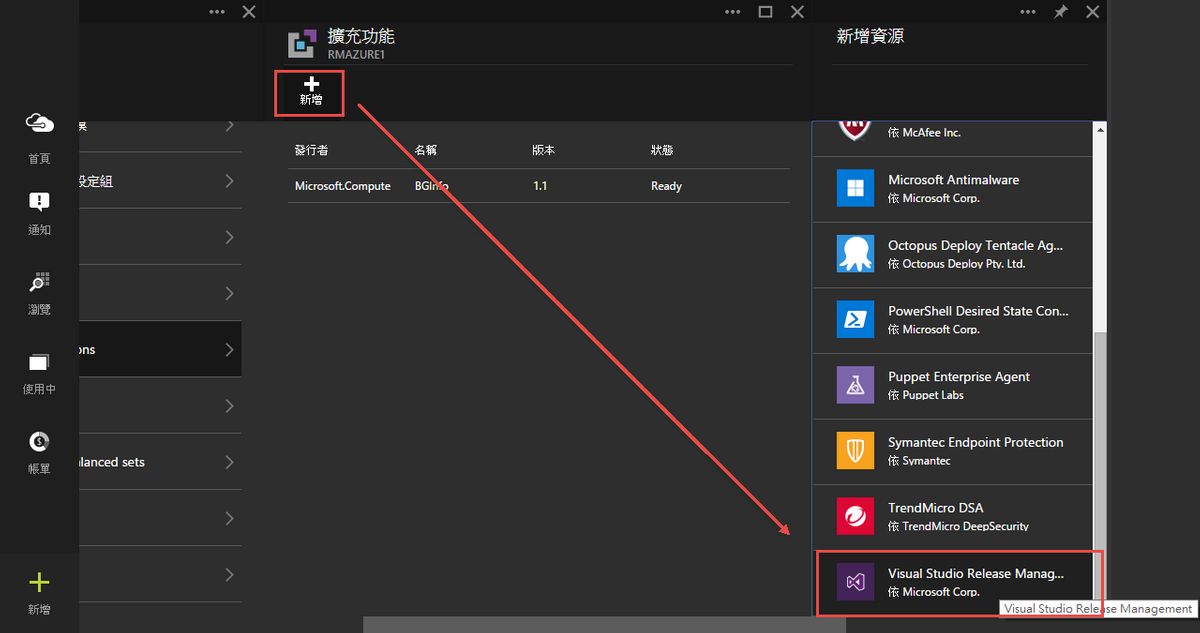 擴充功能
RMAZURE1
新增
發行者 名稱 版本 狀態
Microsoft.Compute BGInfo 1.1 Ready
首頁
通知
瀏覽
使用中
帳單
新增
設定組
ons
lanced sets
新增資源
依 McAfee Inc.
Microsoft Antimalware
依 Microsoft Corp.
Octopus Deploy Tentacle Ag...
依 Octopus Deploy Pty. Ltd.
PowerShell Desired State Con...
依 Microsoft Corp.
Puppet Enterprise Agent
依 Puppet Labs
Symantec Endpoint Protection
依 Symantec
TrendMicro DSA
依 TrendMicro DeepSecurity
Visual Studio Release Manag...
依 Microsoft Corp.
Visual Studio Release Management